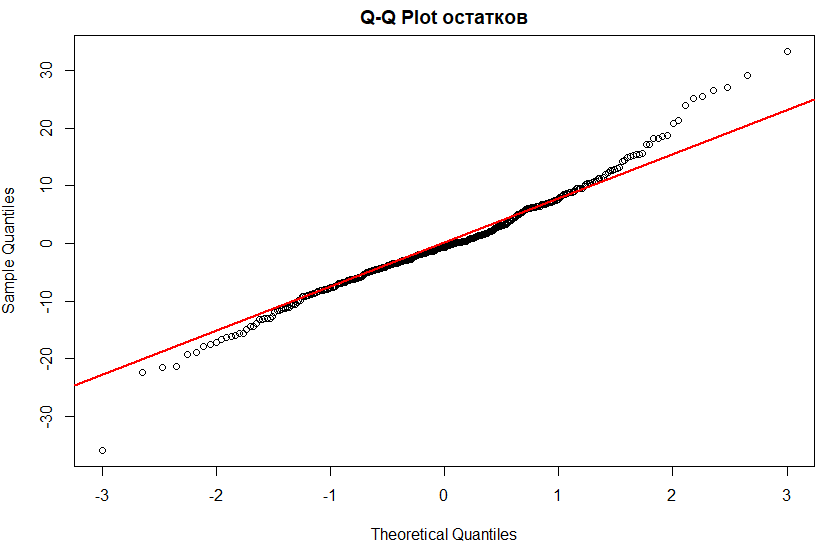 Q-Q Plot остатков
Sample Quantiles
30
20
10
0
-10
-20
-30
-3 -2 -1 0 1 2 3
Theoretical Quantiles